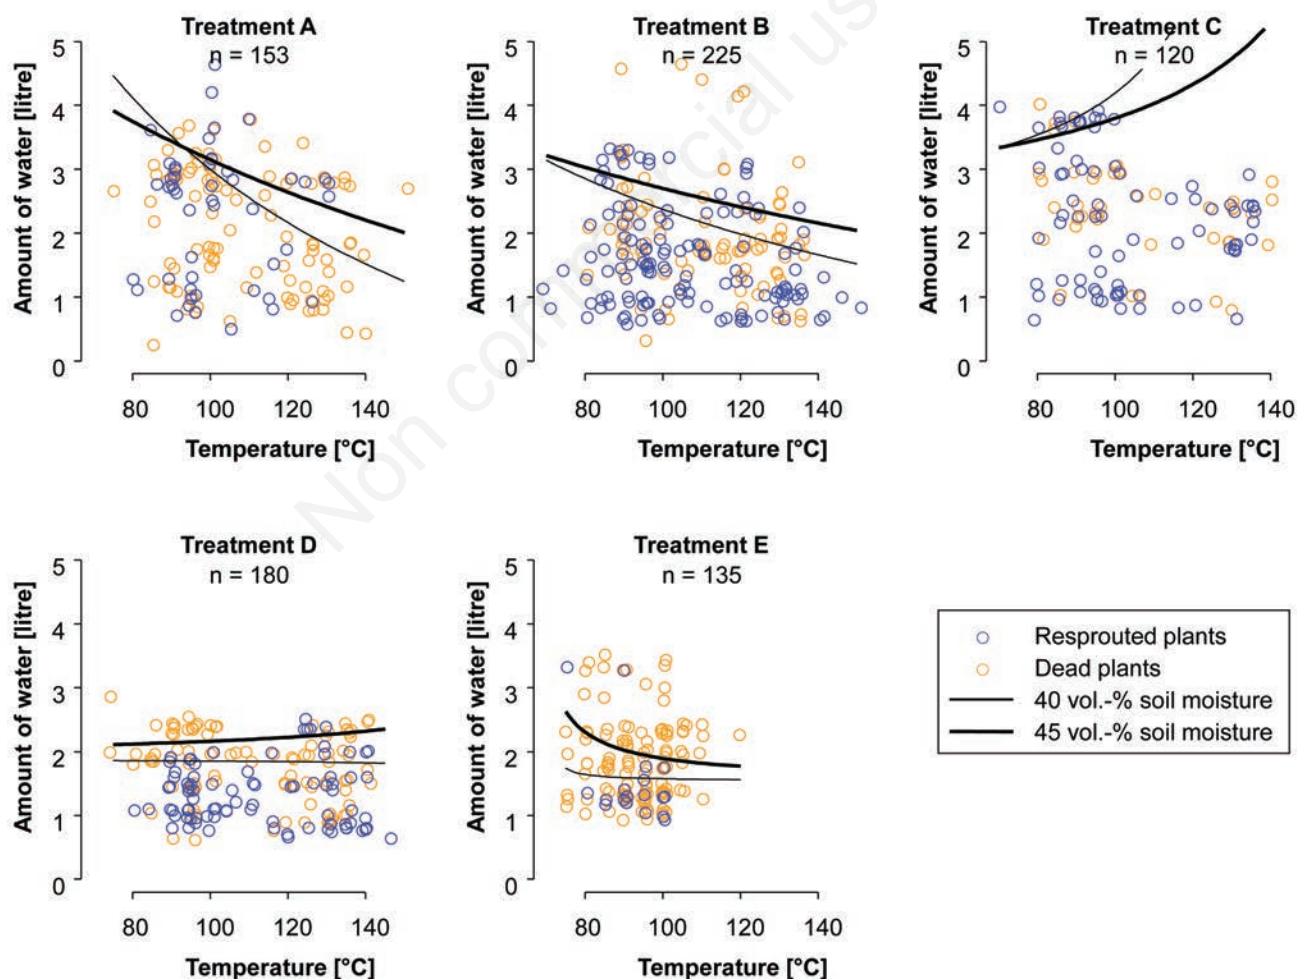 Treatment A
n = 153
5
4
3
2
1
0
Amount of water [litre]
80 100 120 140
Temperature [°C]
Treatment B
n = 225
5
4
3
2
1
0
Amount of water [litre]
80 100 120 140
Temperature [°C]
Treatment C
n = 120
5
4
3
2
1
0
Amount of water [litre]
80 100 120 140
Temperature [°C]
Non commercial us
Treatment D
n = 180
5
4
3
2
1
0
Amount of water [litre]
80 100 120 140
Temperature [°C]
Treatment E
n = 135
5
4
3
2
1
0
Amount of water [litre]
80 100 120 140
Temperature [°C]
Resprouted plants
Dead plants
40 vol.-% soil moisture
45 vol.-% soil moisture